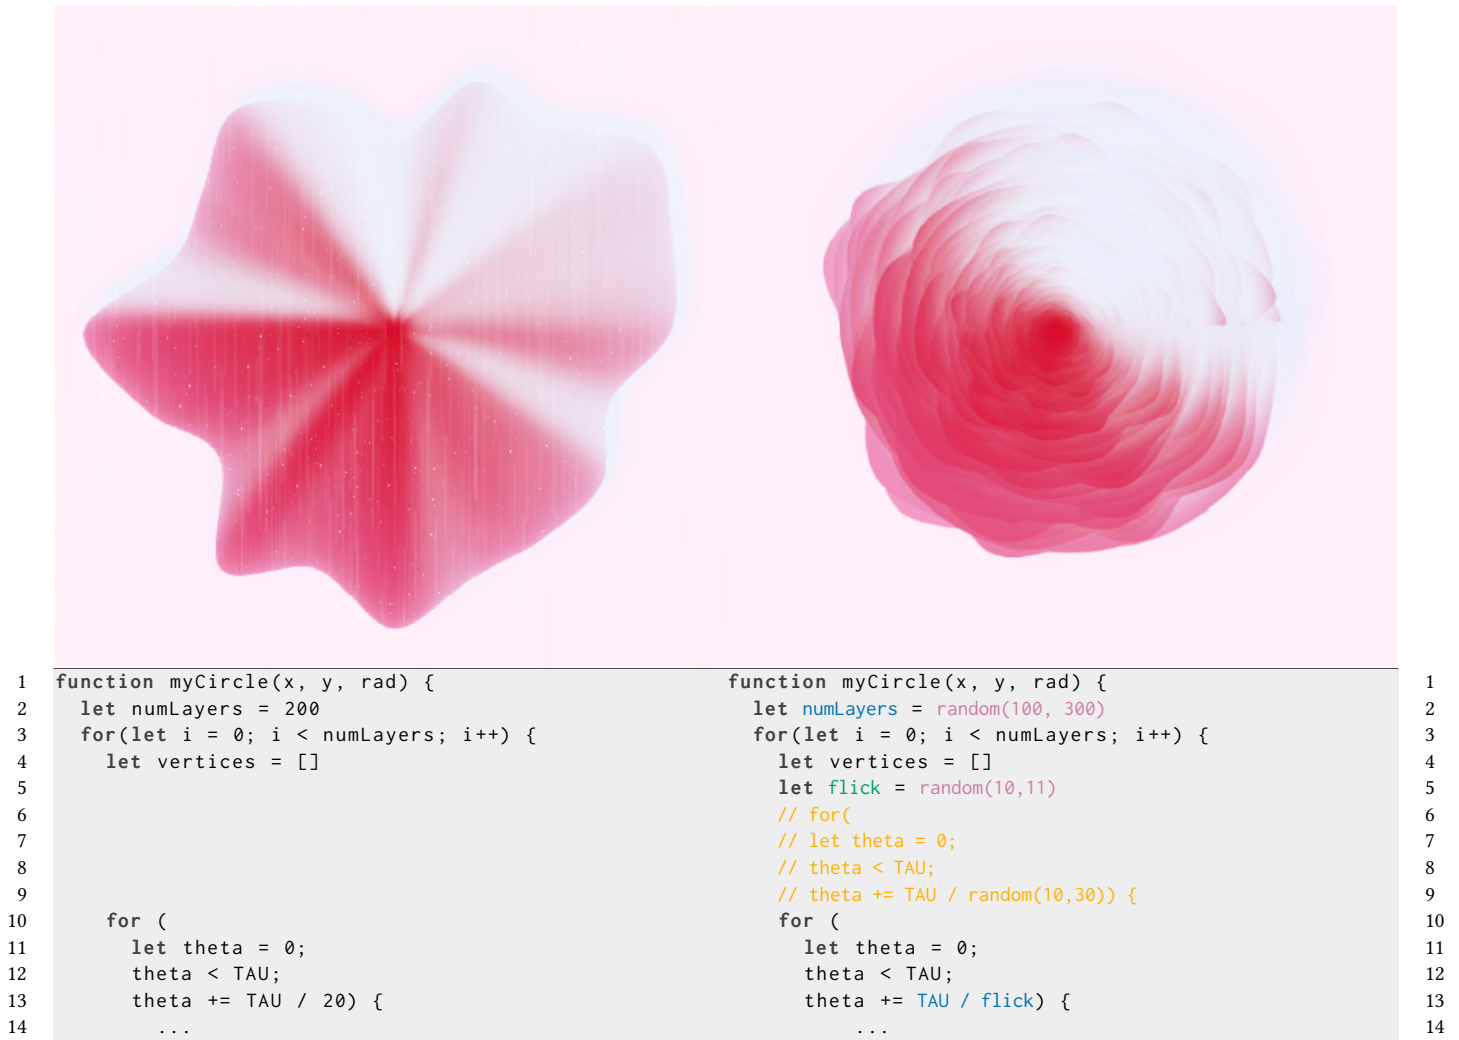 1 function myCircle(x, y, rad) {
2 let numLayers = 200
3 for(let i = 0; i < numLayers; i++) {
4 let vertices = []
5
6
7
8
9
10 for (
11 let theta = 0;
12 theta < TAU;
13 theta += TAU / 20) {
14 ...
function myCircle(x, y, rad) { 1
let numLayers = random(100, 300) 2
for(let i = 0; i < numLayers; i++) { 3
let vertices = [] 4
let flick = random(10,11) 5
// for( 6
// let theta = 0; 7
// theta < TAU; 8
// theta += TAU / random(10,30)) { 9
for ( 10
let theta = 0; 11
theta < TAU; 12
theta += TAU / flick) { 13
... 14